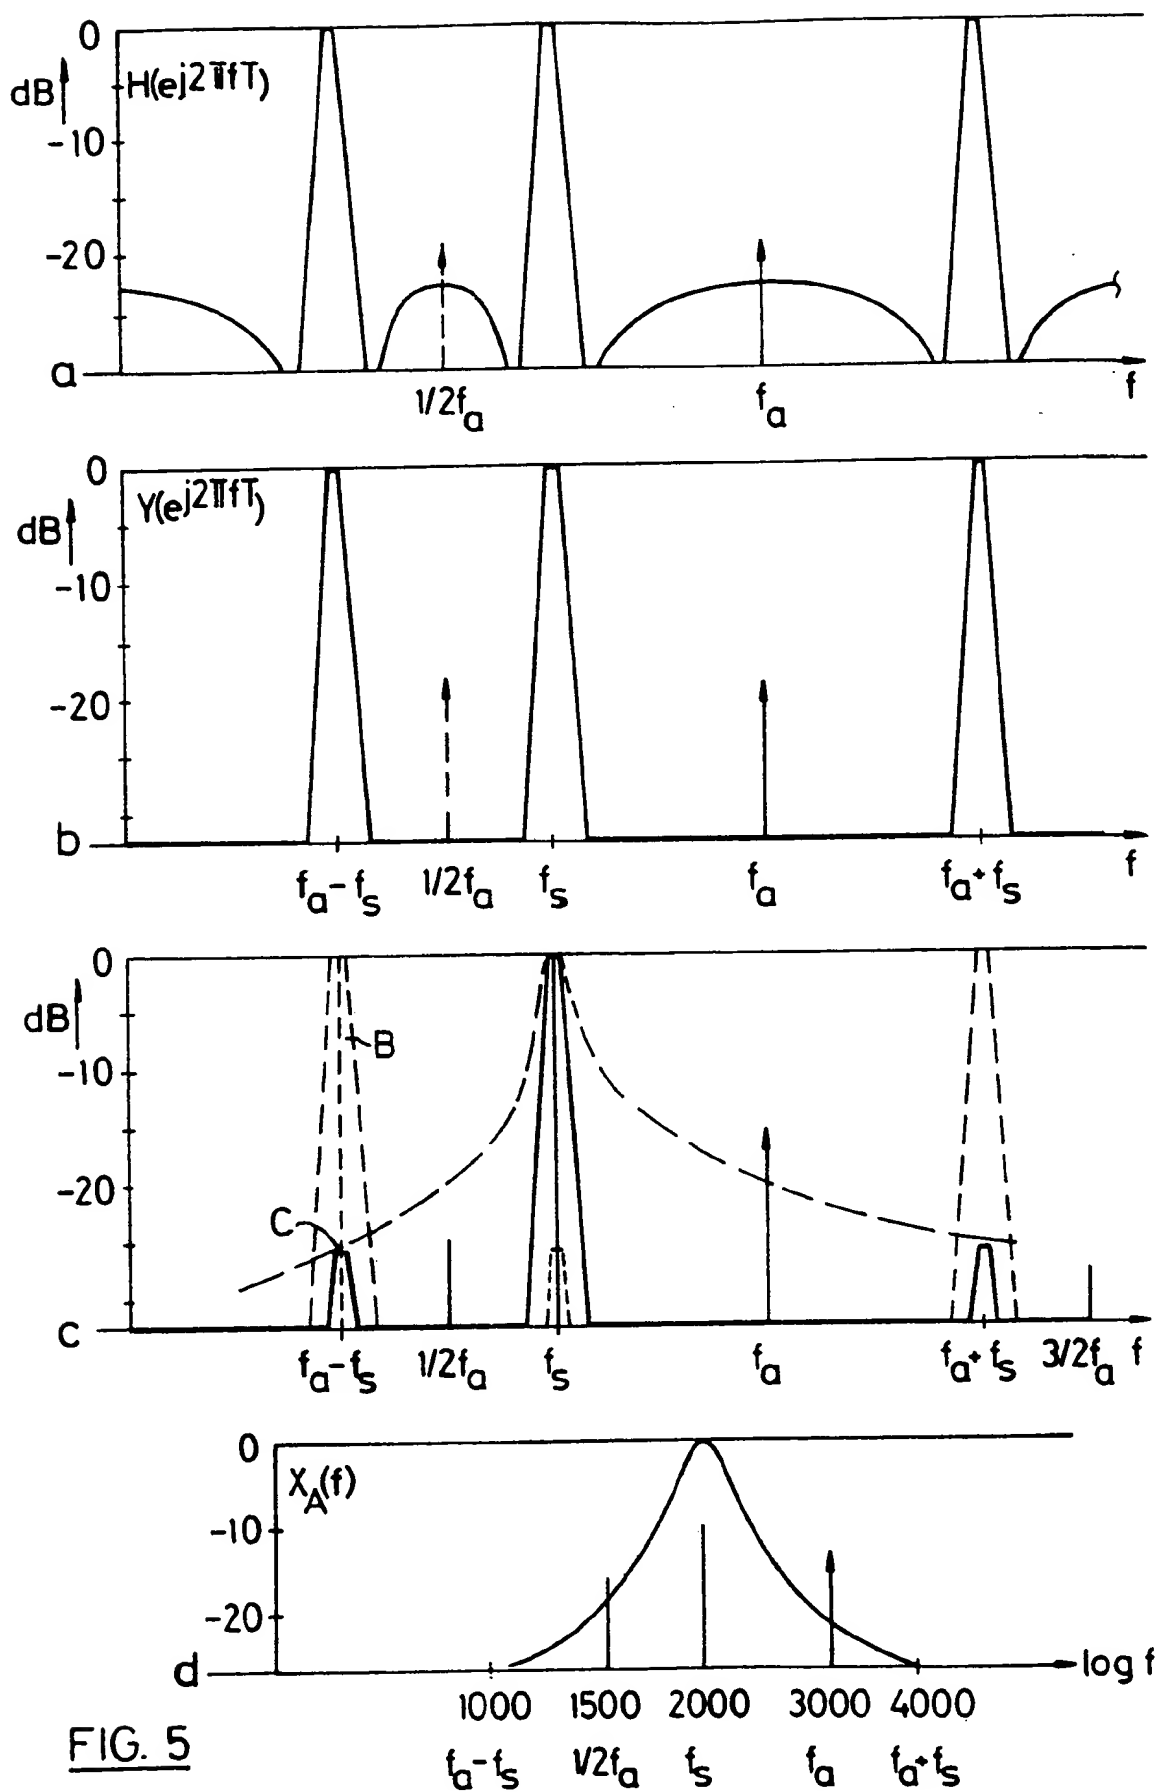 0
H(ej2πfT)
dB
-10
-20
a
1/2fa
fa
f
0
Y(ej2πfT)
dB
-10
-20
b
fa-fs
1/2fa
fs
fa
fa+fs
f
0
dB
B
-10
-20
C
c
fa-fs
1/2fa
fs
fa
fa+fs
3/2fa
f
0
XA(f)
-10
-20
d
log f
1000 1500 2000 3000 4000
fa-fs 1/2fa fs fa fa+fs
FIG. 5